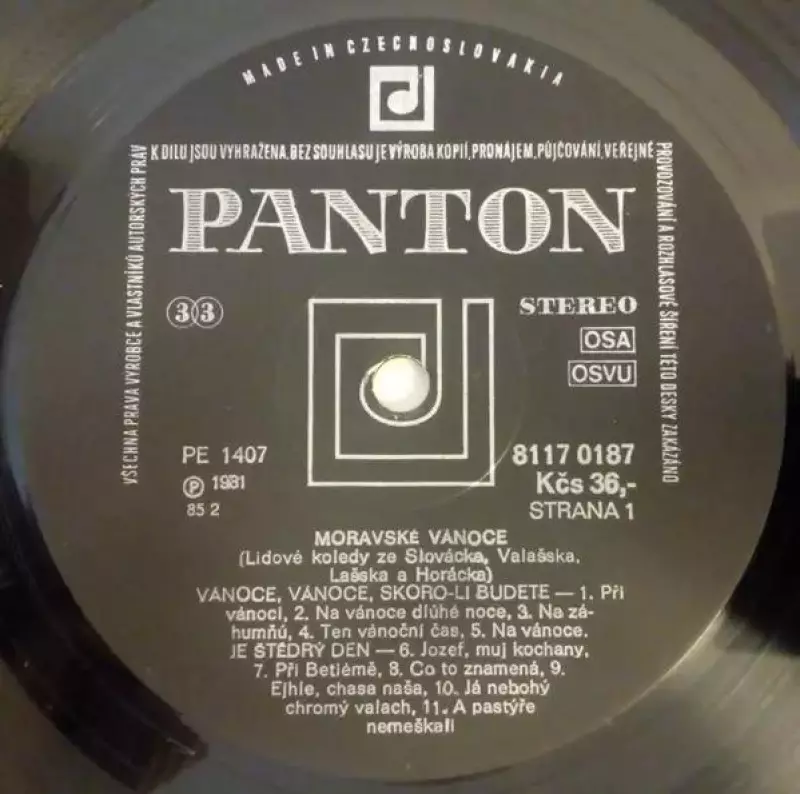 MADE IN CZECHOSLOVAKIA
VŠECHNA PRÁVA VÝROBCE A VLASTNÍKŮ AUTORSKÝCH PRÁV
K DÍLU JSOU VYHRAŽENA. BEZ SOUHLASU JE VÝROBA KOPIÍ, PRONÁJEM, PŮJČOVÁNÍ, VEŘEJNÉ
PROVOZOVÁNÍ A ROZHLASOVÉ ŠÍŘENÍ TÉTO DESKY ZAKÁZÁNO
PANTON
33
STEREO
OSA
OSVU
PE 1407
8117 0187
Ⓟ 1981
Kčs 36,-
85 2
STRANA 1
MORAVSKÉ VÁNOCE
(Lidové koledy ze Slovácka, Valašska,
Lašska a Horácka)
VÁNOCE, VÁNOCE, SKORO-LI BUDETE — 1. Při
vánoci, 2. Na vánoce dlúhé noce, 3. Na zá-
humňú, 4. Ten vánoční čas, 5. Na vánoce.
JE ŠTĚDRÝ DEN — 6. Jozef, muj kochany,
7. Při Betlémě, 8. Co to znamená, 9.
Ejhle, chasa naša, 10. Já nebohý
chromý valach, 11. A pastýře
nemeškali